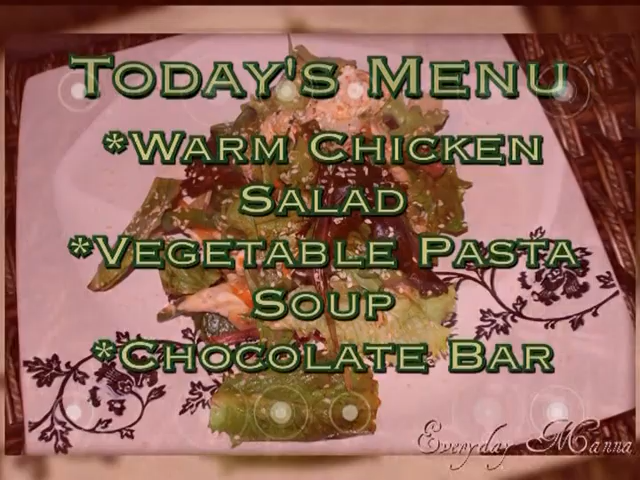 Today's Menu
*Warm Chicken
Salad
*Vegetable Pasta
Soup
*Chocolate Bar
Everyday Manna